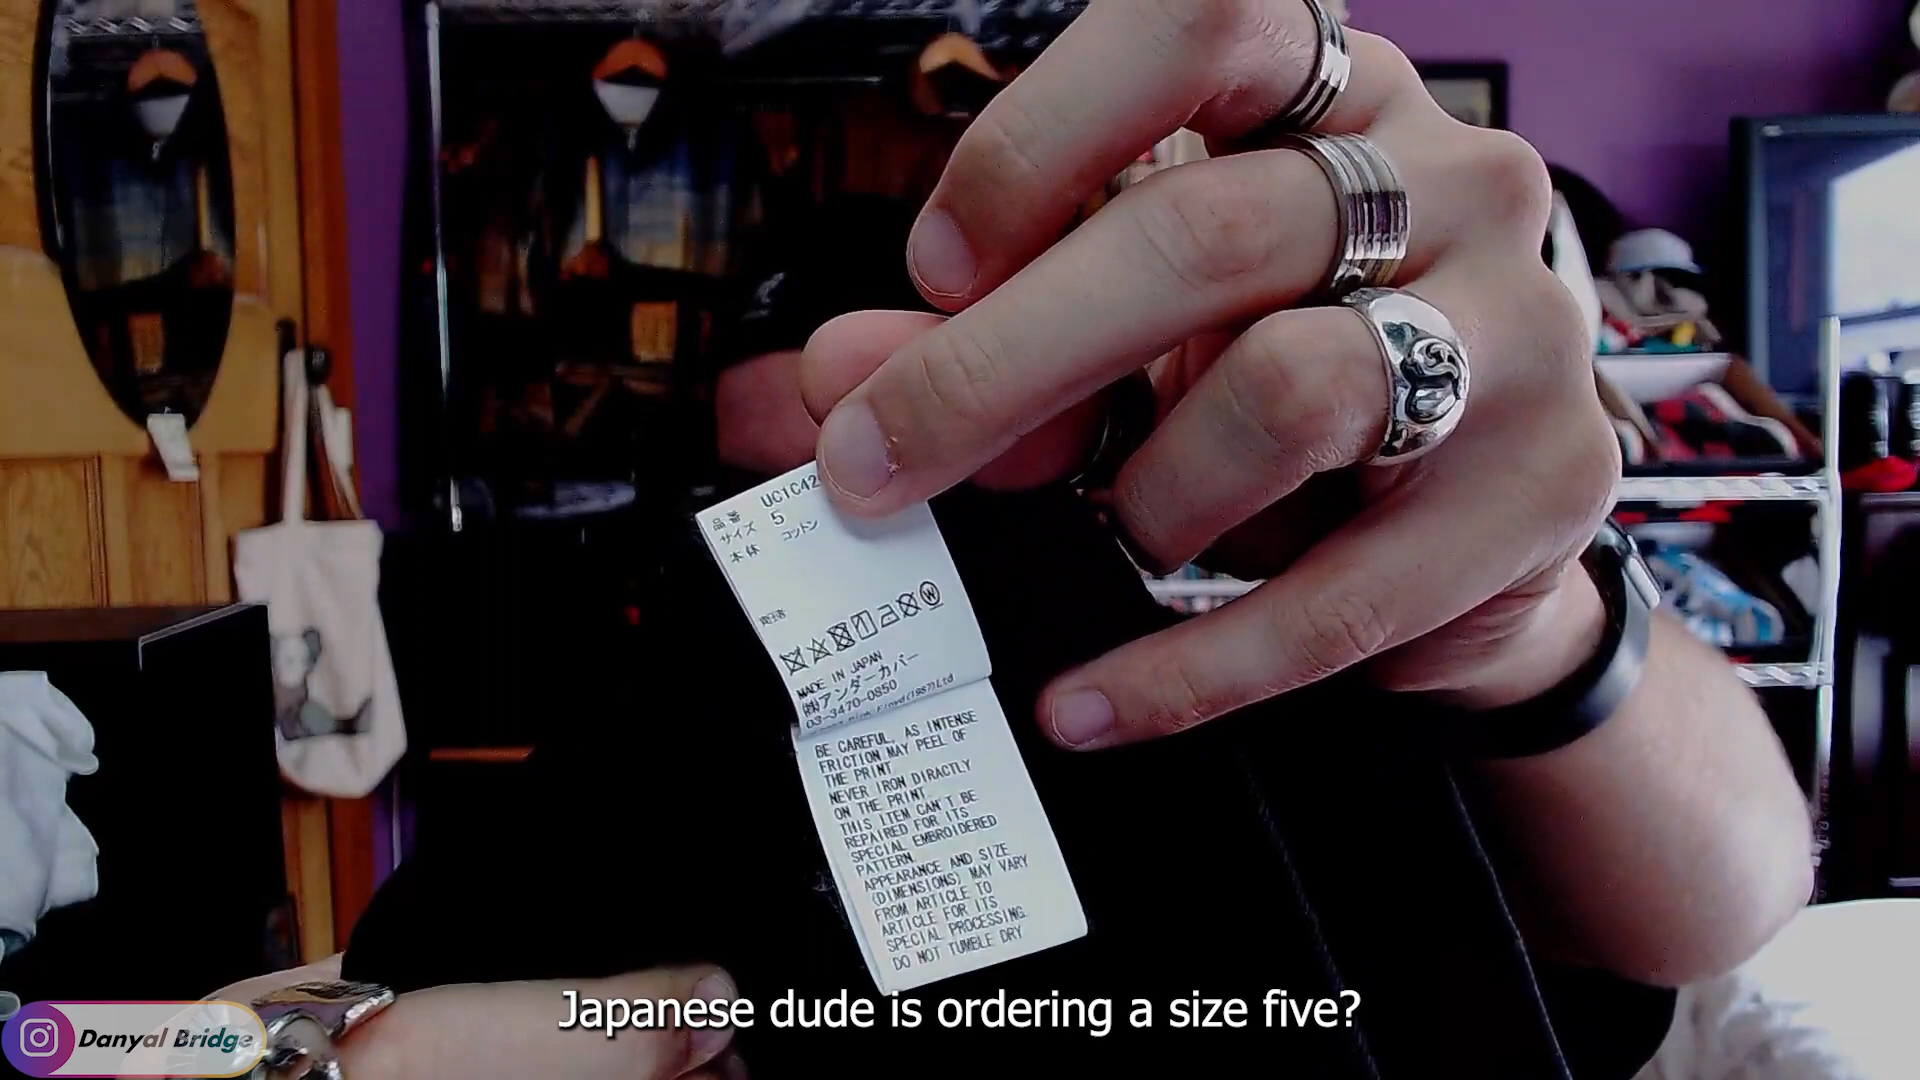 UC1C42
品番
サイズ 5
本体 コットン
MADE IN JAPAN
㈱アンダーカバー
03-3470-0850
Pink Floyd(1987)Ltd
BE CAREFUL, AS INTENSE
FRICTION MAY PEEL OF
THE PRINT
NEVER IRON DIRACTLY
ON THE PRINT.
THIS ITEM CAN'T BE
REPAIRED FOR ITS
SPECIAL EMBROIDERED
PATTERN.
APPEARANCE AND SIZE
(DIMENSIONS) MAY VARY
FROM ARTICLE TO
ARTICLE FOR ITS
SPECIAL PROCESSING.
DO NOT TUMBLE DRY
Japanese dude is ordering a size five?
Danyal Bridge